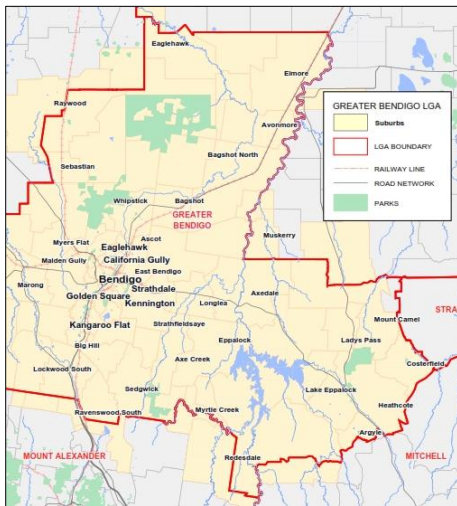 Eaglehawk
Elmore
GREATER BENDIGO LGA
Suburbs
LGA BOUNDARY
RAILWAY LINE
ROAD NETWORK
PARKS
Raywood
Avonmore
Bagshot North
Sebastian
Whipstick
Bagshot
GREATER
BENDIGO
Myers Flat
Ascot
Eaglehawk
Muskerry
Maiden Gully
California Gully
East Bendigo
Marong
Bendigo
Strathdale
Axedale
Golden Square
Kennington
Longlea
STRA
Mount Camel
Kangaroo Flat
Strathfieldsaye
Big Hill
Eppalock
Ladys Pass
Axe Creek
Costerfield
Lockwood South
Sedgwick
Lake Eppalock
Ravenswood South
Myrtle Creek
Heathcote
Argyle
MOUNT ALEXANDER
Redesdale
MITCHELL